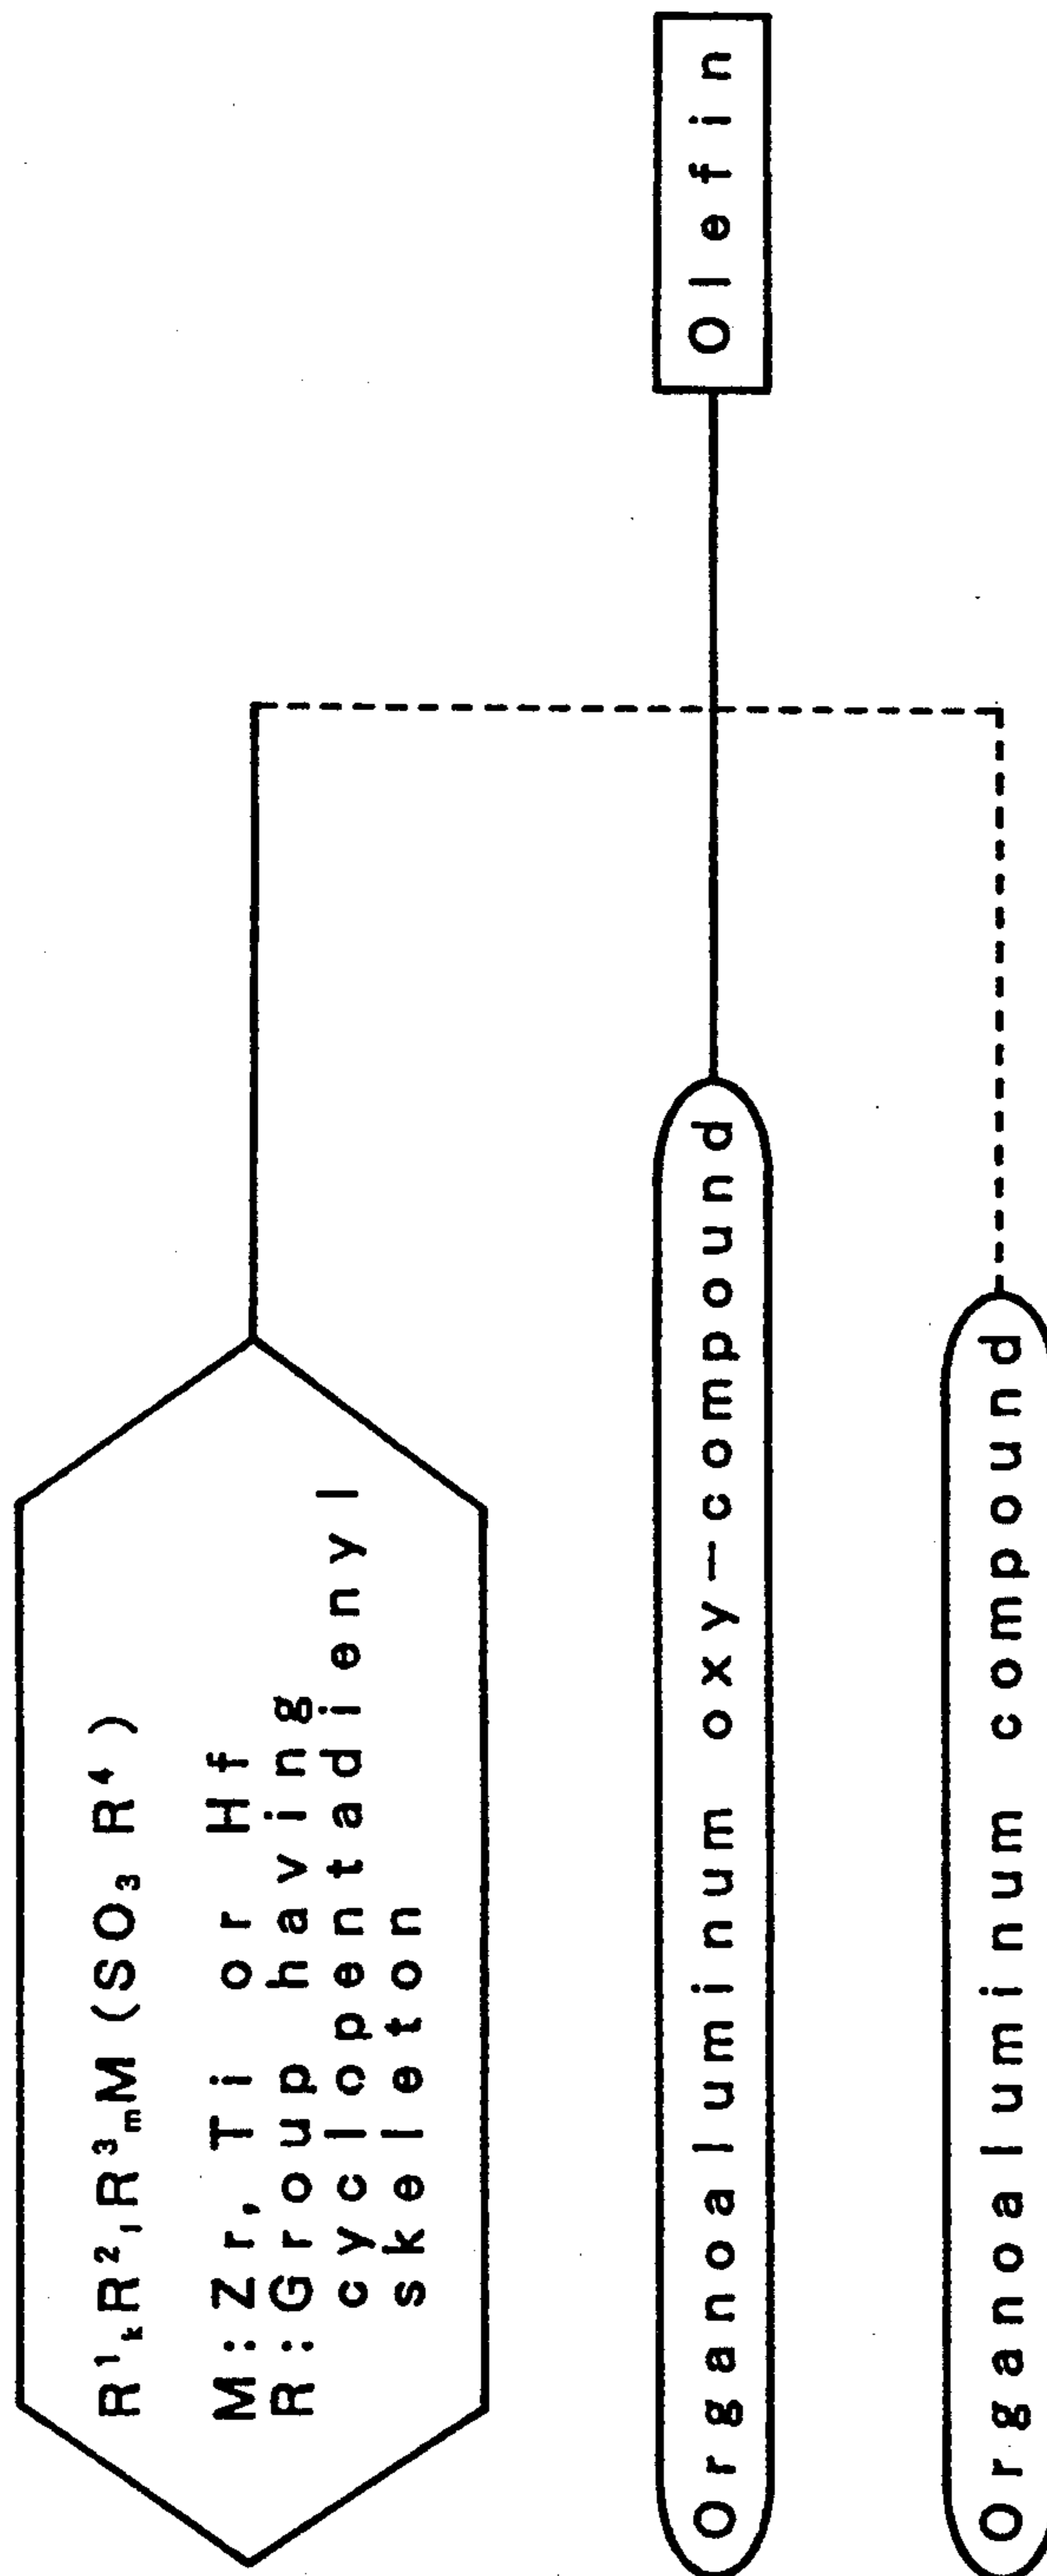 R¹ₖR²ₗR³ₘM (SO₃ R⁴)
M:Zr, Ti or Hf
R:Group having
cyclopentadienyl
skeleton
Organoaluminum oxy-compound
Olefin
Organoaluminum compound